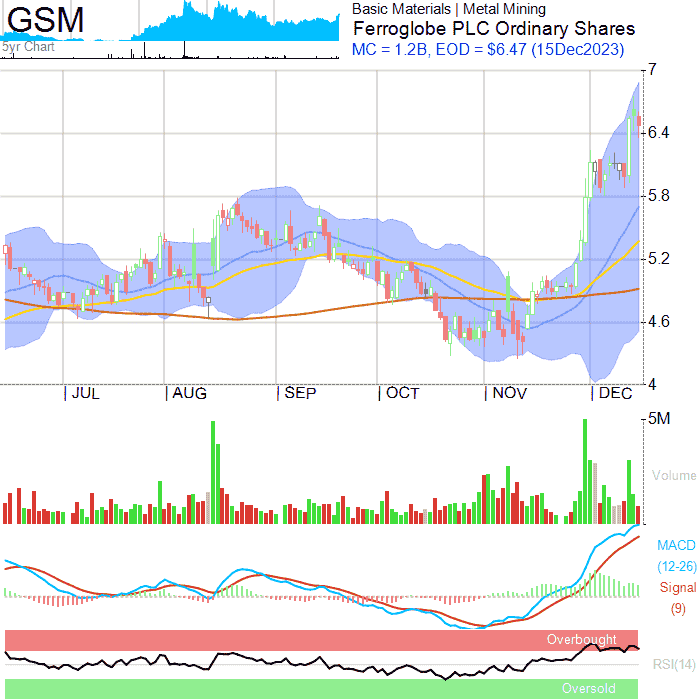 GSM
5yr Chart
Basic Materials | Metal Mining
Ferroglobe PLC Ordinary Shares
MC = 1.2B, EOD = $6.47 (15Dec2023)
7
6.4
5.8
5.2
4.6
4
JUL AUG SEP OCT NOV DEC
5M
Volume
MACD
(12-26)
Signal
(9)
Overbought
RSI(14)
Oversold